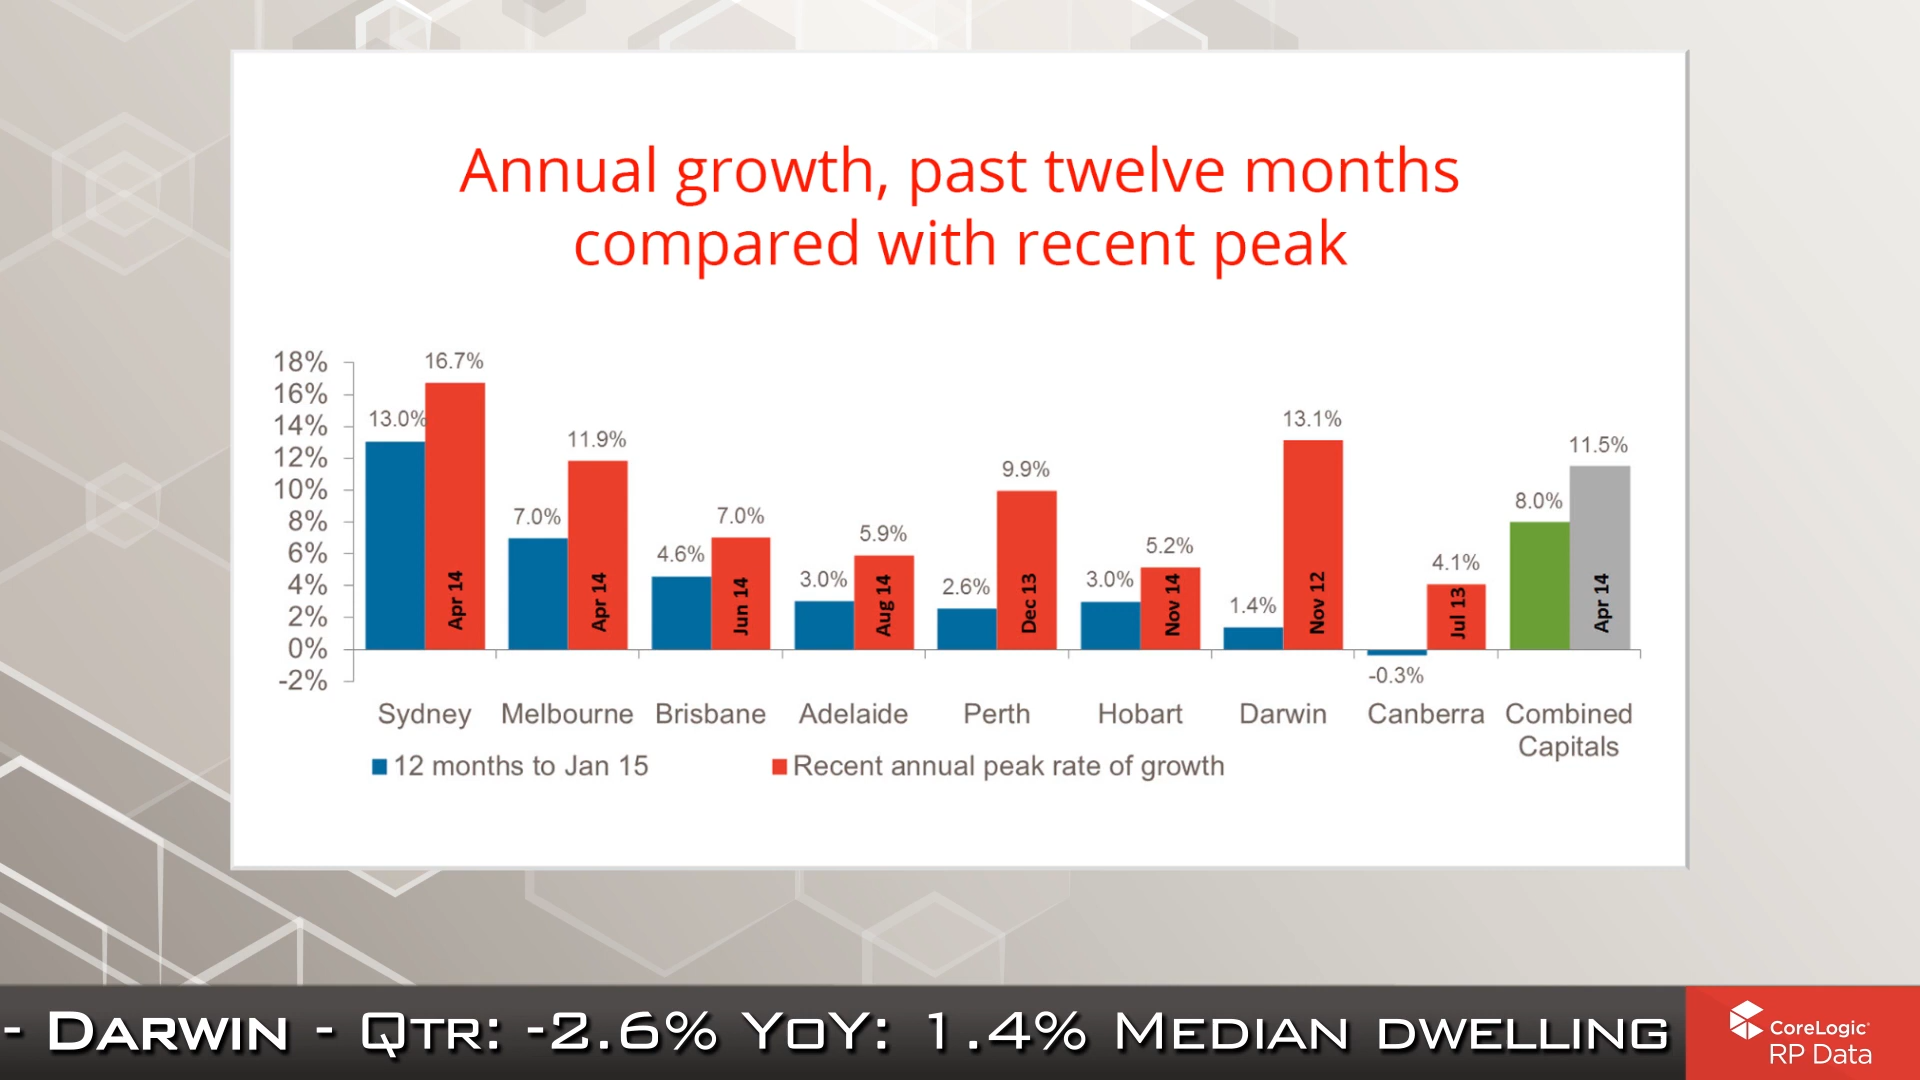 Annual growth, past twelve months
compared with recent peak
18%
16%
14%
12%
10%
8%
6%
4%
2%
0%
-2%
13.0% 16.7% Apr 14
7.0% 11.9% Apr 14
4.6% 7.0% Jun 14
3.0% 5.9% Aug 14
2.6% 9.9% Dec 13
3.0% 5.2% Nov 14
1.4% 13.1% Nov 12
-0.3% 4.1% Jul 13
8.0% 11.5% Apr 14
Sydney Melbourne Brisbane Adelaide Perth Hobart Darwin Canberra Combined
Capitals
12 months to Jan 15 Recent annual peak rate of growth
- DARWIN - QTR: -2.6% YOY: 1.4% MEDIAN DWELLING
CoreLogic
RP Data